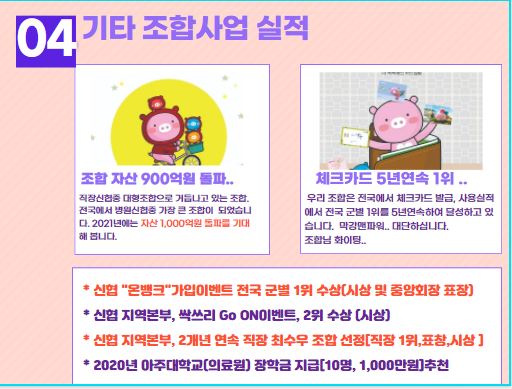 04 기타 조합사업 실적
조합 자산 900억원 돌파..
직장신협중 대형조합으로 거듭나고 있는 조합.
전국에서 병원신협중 가장 큰 조합이 되었습니
다. 2021년에는 자산 1,000억원 돌파를 기대
해 봅니다.
체크카드 5년연속 1위 ..
우리 조합은 전국에서 체크카드 발급, 사용실적
에서 전국 군별 1위를 5년연속하여 달성하고 있
습니다. 막강맨파워.. 대단하십니다.
조합님 화이팅..
* 신협 "온뱅크"가입이벤트 전국 군별 1위 수상(시상 및 중앙회장 표창)
* 신협 지역본부, 싹쓰리 Go ON이벤트, 2위 수상 (시상)
* 신협 지역본부, 2개년 연속 직장 최수우 조합 선정[직장 1위,표창,시상 ]
* 2020년 아주대학교(의료원) 장학금 지급[10명, 1,000만원]추천